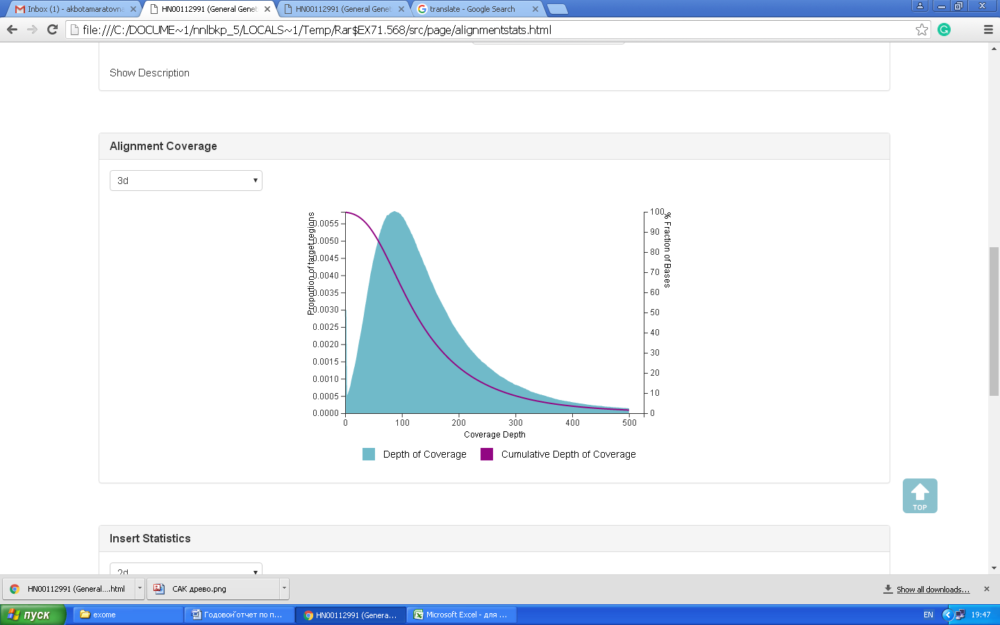 Inbox (1) - akbotamaratovna
HN00112991 (General Genet
HN00112991 (General Genet
translate - Google Search
file:///C:/DOCUME~1/nnlbkp_5/LOCALS~1/Temp/Rar$EX71.568/src/page/alignmentstats.html
Show Description
Alignment Coverage
3d
Proportion of target regions
0.0055
0.0050
0.0045
0.0040
0.0035
0.0030
0.0025
0.0020
0.0015
0.0010
0.0005
0.0000
0 100 200 300 400 500
Coverage Depth
100
90
80
70
60
50
40
30
20
10
0
% Fraction of Bases
Depth of Coverage Cumulative Depth of Coverage
TOP
Insert Statistics
2d
HN00112991 (General....html
САК древо.png
Show all downloads...
пуск
exome
Годовой отчет по п...
HN00112991 (Genera...
Microsoft Excel - для ...
EN
19:47